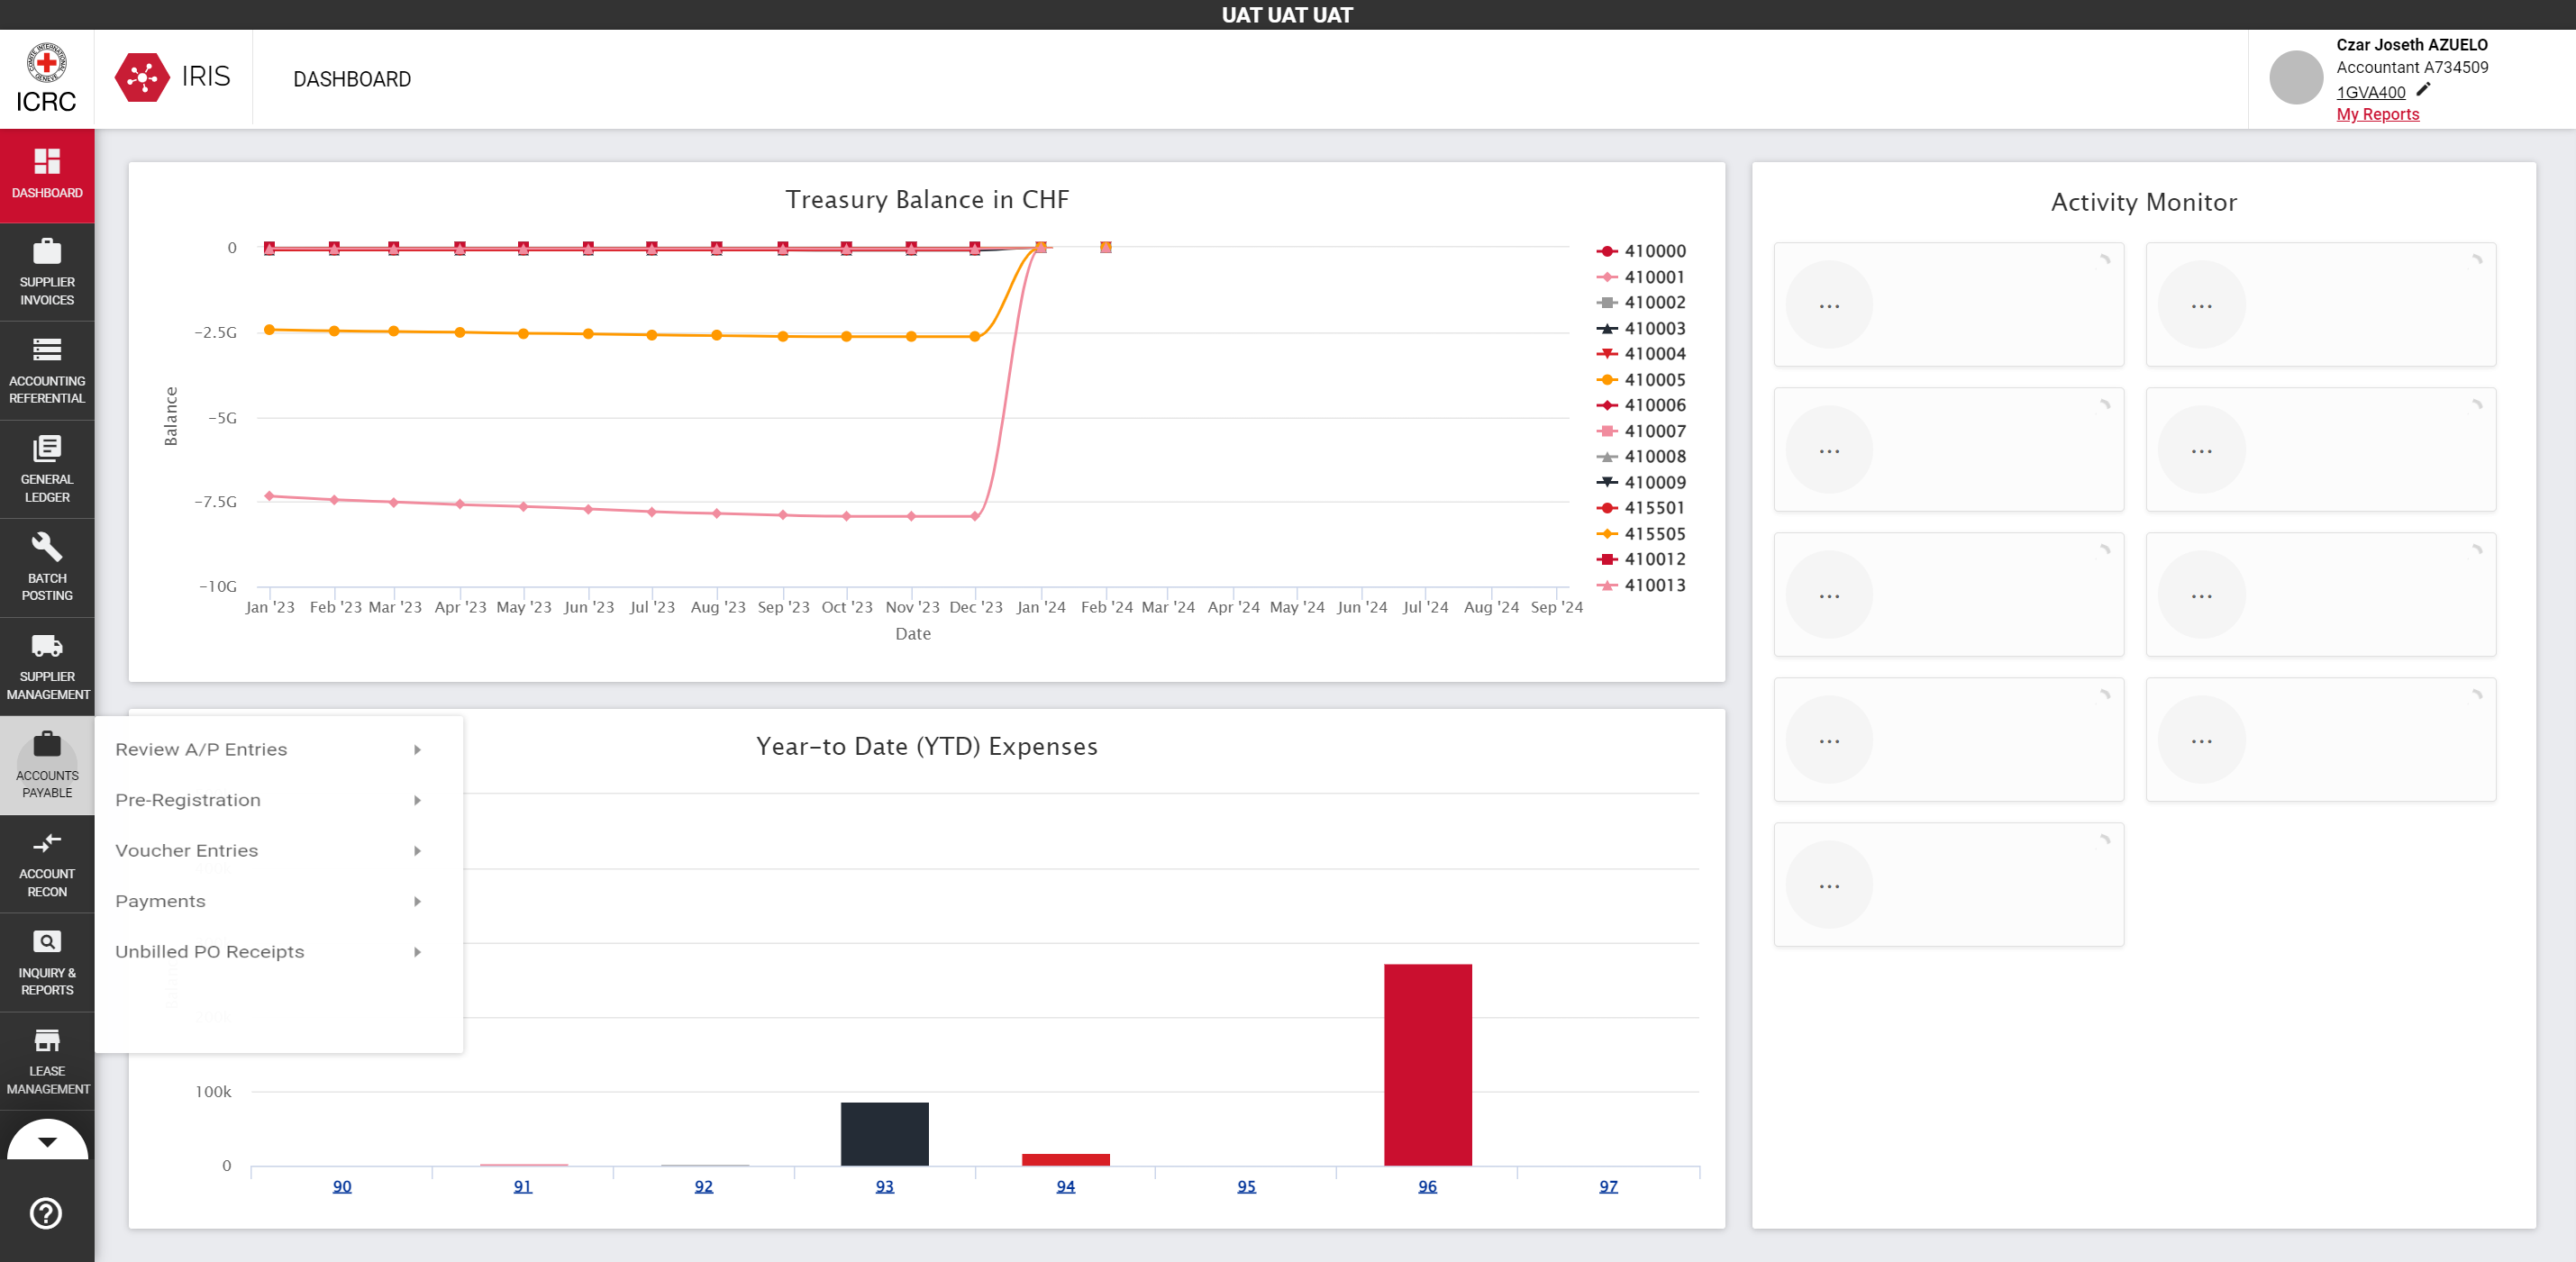 UAT UAT UAT
ICRC
IRIS
DASHBOARD
Czar Joseth AZUELO
Accountant A734509
1GVA400
My Reports
DASHBOARD
SUPPLIER
INVOICES
ACCOUNTING
REFERENTIAL
GENERAL
LEDGER
BATCH
POSTING
SUPPLIER
MANAGEMENT
ACCOUNTS
PAYABLE
ACCOUNT
RECON
INQUIRY &
REPORTS
LEASE
MANAGEMENT
Review A/P Entries
Pre-Registration
Voucher Entries
Payments
Unbilled PO Receipts
Treasury Balance in CHF
Balance
0
-2.5G
-5G
-7.5G
-10G
Jan '23 Feb '23 Mar '23 Apr '23 May '23 Jun '23 Jul '23 Aug '23 Sep '23 Oct '23 Nov '23 Dec '23 Jan '24 Feb '24 Mar '24 Apr '24 May '24 Jun '24 Jul '24 Aug '24 Sep '24
Date
410000
410001
410002
410003
410004
410005
410006
410007
410008
410009
415501
415505
410012
410013
Year-to Date (YTD) Expenses
100k
0
90 91 92 93 94 95 96 97
Activity Monitor
... ...
... ...
... ...
... ...
...